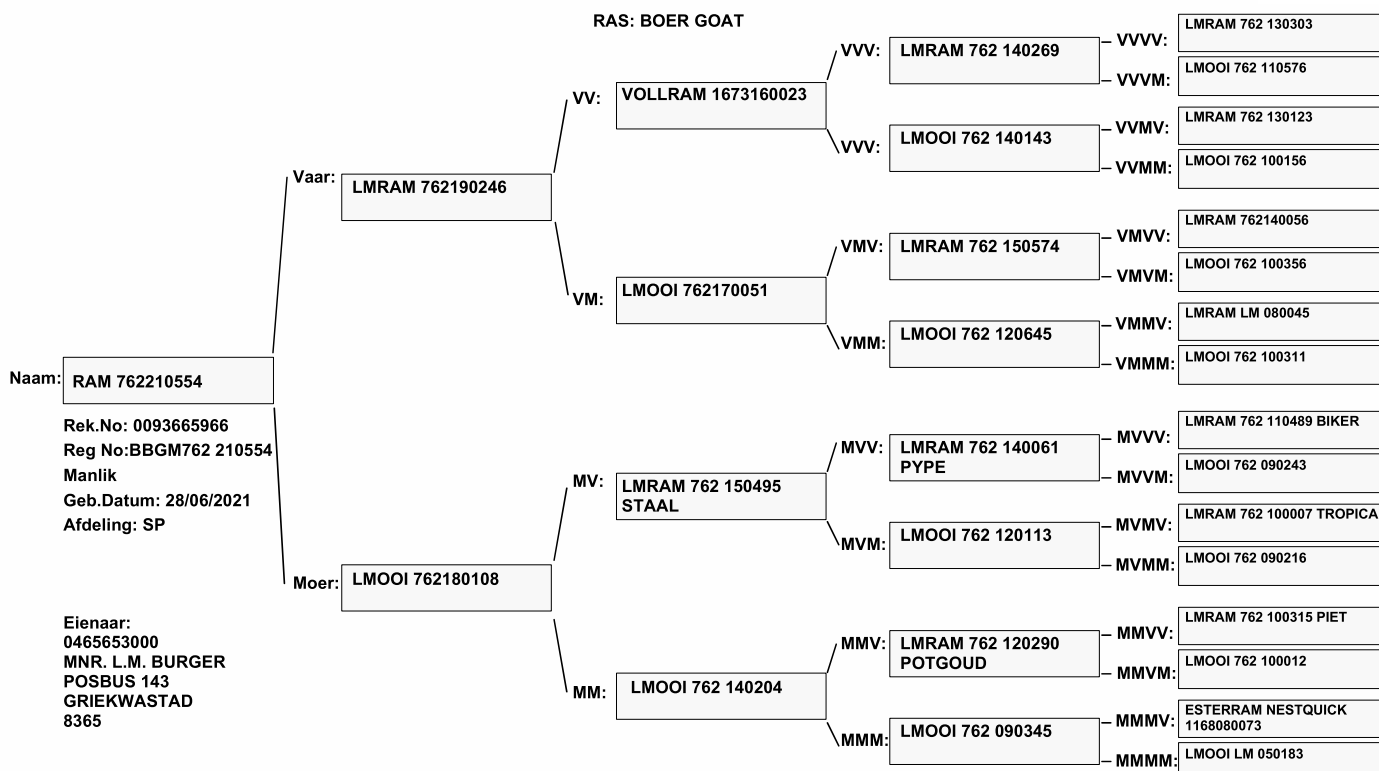 RAS: BOER GOAT
Naam:
RAM 762210554
Rek.No: 0093665966
Reg No:BBGM762 210554
Manlik
Geb.Datum: 28/06/2021
Afdeling: SP
Eienaar:
0465653000
MNR. L.M. BURGER
POSBUS 143
GRIEKWASTAD
8365
Vaar:
LMRAM 762190246
Moer:
LMOOI 762180108
VV:
VOLLRAM 1673160023
VM:
LMOOI 762170051
MV:
LMRAM 762 150495
STAAL
MM:
LMOOI 762 140204
VVV:
LMRAM 762 140269
VVV:
LMOOI 762 140143
VMV:
LMRAM 762 150574
VMM:
LMOOI 762 120645
MVV:
LMRAM 762 140061
PYPE
MVM:
LMOOI 762 120113
MMV:
LMRAM 762 120290
POTGOUD
MMM:
LMOOI 762 090345
VVVV:
LMRAM 762 130303
VVVM:
LMOOI 762 110576
VVMV:
LMRAM 762 130123
VVMM:
LMOOI 762 100156
VMVV:
LMRAM 762140056
VMVM:
LMOOI 762 100356
VMMV:
LMRAM LM 080045
VMMM:
LMOOI 762 100311
MVVV:
LMRAM 762 110489 BIKER
MVVM:
LMOOI 762 090243
MVMV:
LMRAM 762 100007 TROPICA
MVMM:
LMOOI 762 090216
MMVV:
LMRAM 762 100315 PIET
MMVM:
LMOOI 762 100012
MMMV:
ESTERRAM NESTQUICK
1168080073
MMMM:
LMOOI LM 050183